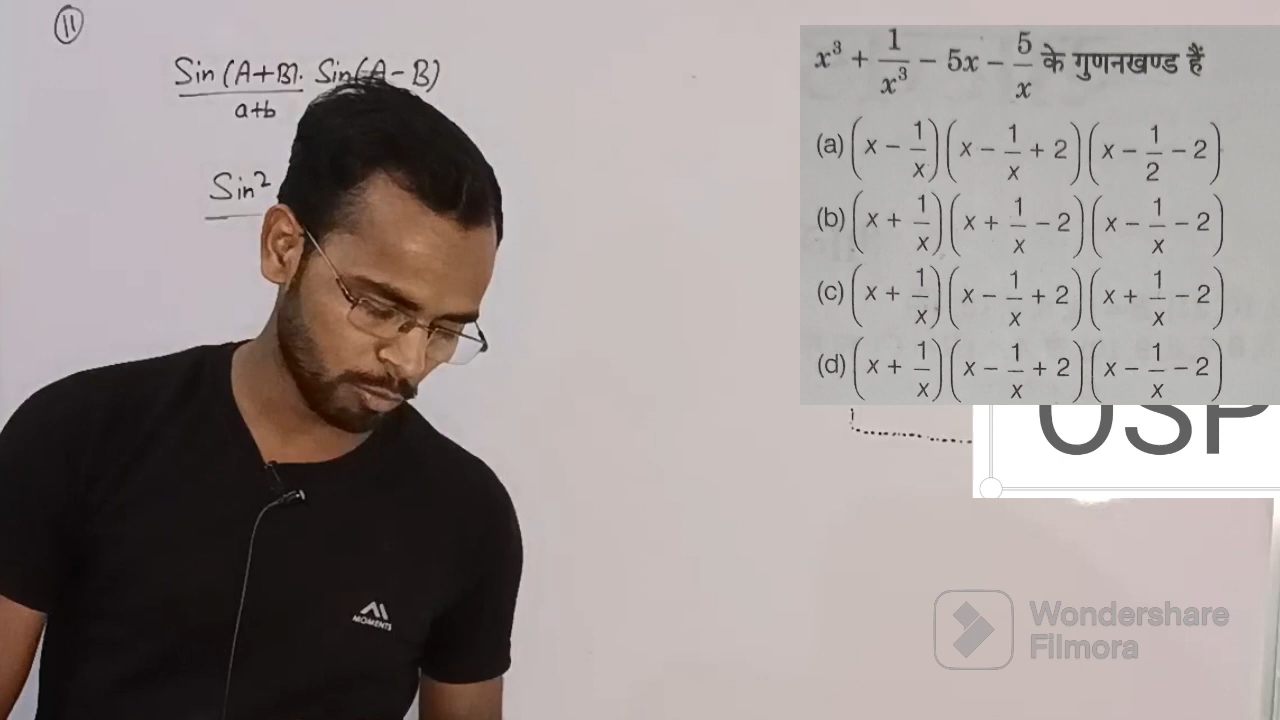 11
Sin(A+B). Sin(A-B)
a+b
Sin²
x³ + 1/x³ - 5x - 5/x के गुणनखण्ड हैं
(a) (x - 1/x) (x - 1/x + 2) (x - 1/2 - 2)
(b) (x + 1/x) (x + 1/x - 2) (x - 1/x - 2)
(c) (x + 1/x) (x - 1/x + 2) (x + 1/x - 2)
(d) (x + 1/x) (x - 1/x + 2) (x - 1/x - 2)
USP
MOMENTS
Wondershare
Filmora